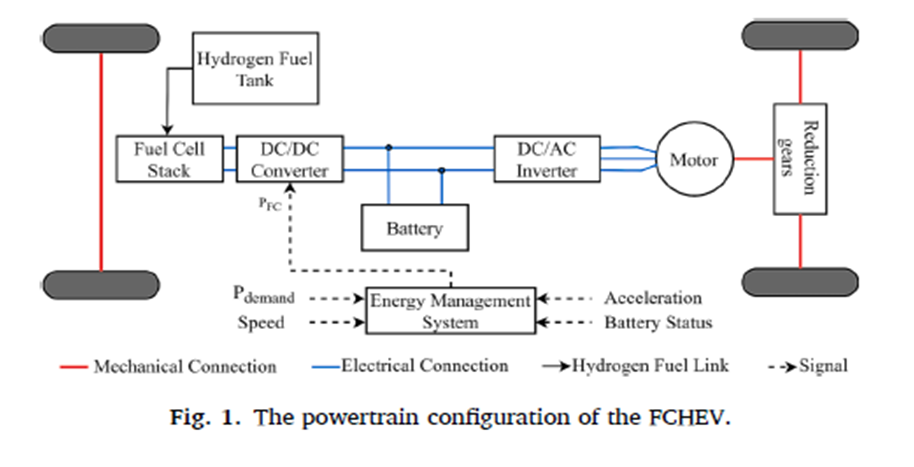 Hydrogen Fuel
Tank
Fuel Cell
Stack
DC/DC
Converter
DC/AC
Inverter
Motor
Reduction
gears
PFC
Battery
Pdemand
Speed
Energy Management
System
Acceleration
Battery Status
Mechanical Connection
Electrical Connection
Hydrogen Fuel Link
Signal
Fig. 1. The powertrain configuration of the FCHEV.